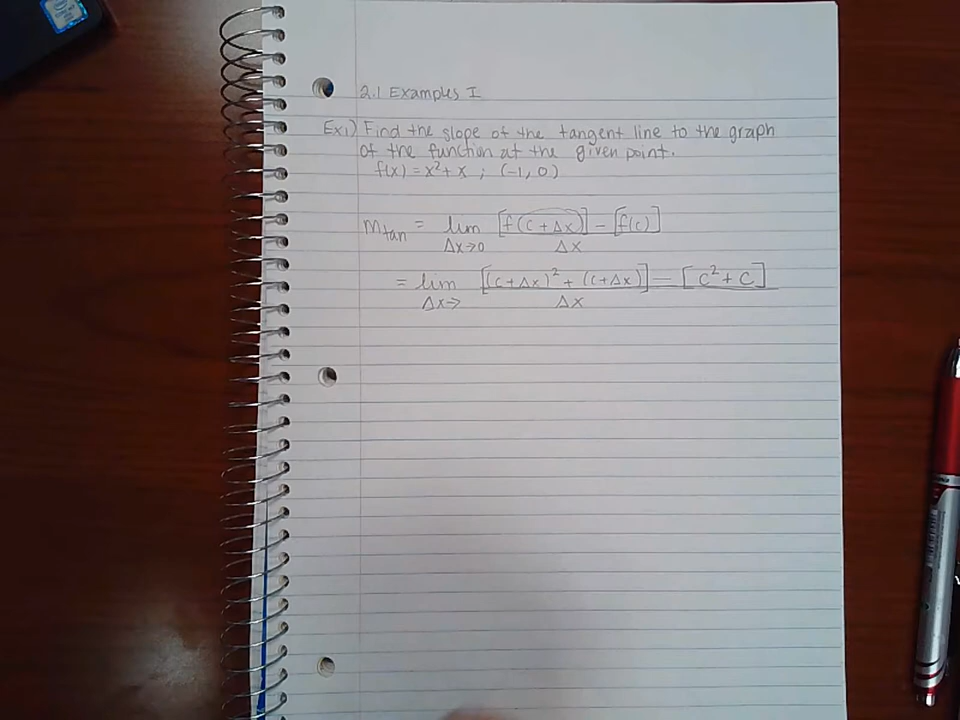 2.1 Examples I
Ex1) Find the slope of the tangent line to the graph
of the function at the given point.
f(x) = x² + x ; (-1, 0)
m_tan = lim Δx→0 [f(c + Δx)] - [f(c)] / Δx
= lim Δx→ [(c + Δx)² + (c + Δx)] - [c² + c] / Δx